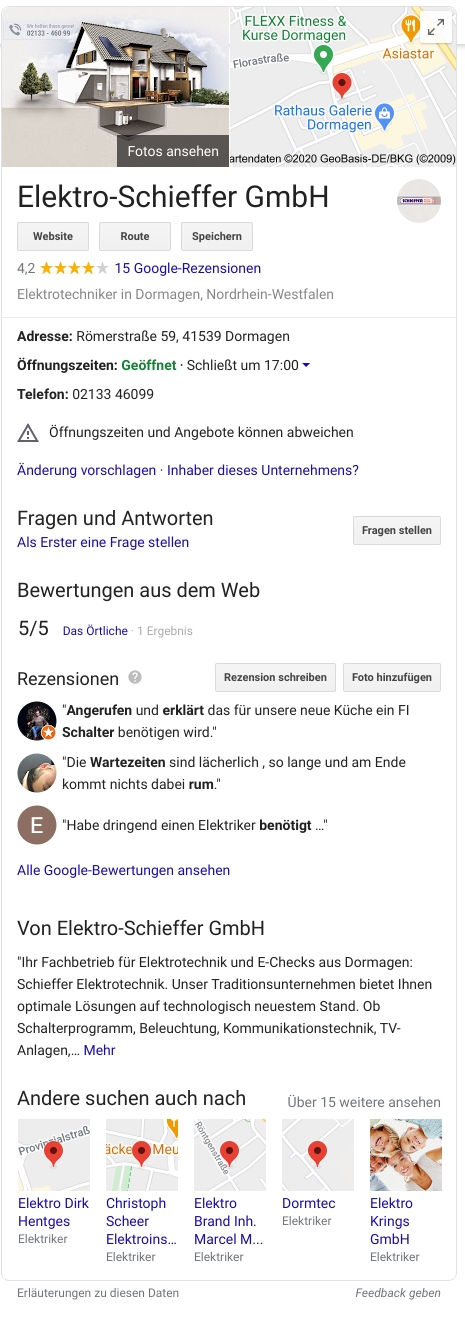 Wir helfen Ihnen gerne!
02133 - 460 99
Fotos ansehen
FLEXX Fitness &
Kurse Dormagen
Florastraße
Asiastar
Rathaus Galerie
Dormagen
artendaten ©2020 GeoBasis-DE/BKG (©2009)
Elektro-Schieffer GmbH
SCHIEFFER
Website
Route
Speichern
4,2 ★★★★★ 15 Google-Rezensionen
Elektrotechniker in Dormagen, Nordrhein-Westfalen
Adresse: Römerstraße 59, 41539 Dormagen
Öffnungszeiten: Geöffnet · Schließt um 17:00
Telefon: 02133 46099
Öffnungszeiten und Angebote können abweichen
Änderung vorschlagen · Inhaber dieses Unternehmens?
Fragen und Antworten
Fragen stellen
Als Erster eine Frage stellen
Bewertungen aus dem Web
5/5 Das Örtliche · 1 Ergebnis
Rezensionen ?
Rezension schreiben
Foto hinzufügen
"Angerufen und erklärt das für unsere neue Küche ein FI
Schalter benötigen wird."
"Die Wartezeiten sind lächerlich , so lange und am Ende
kommt nichts dabei rum."
E
"Habe dringend einen Elektriker benötigt ..."
Alle Google-Bewertungen ansehen
Von Elektro-Schieffer GmbH
"Ihr Fachbetrieb für Elektrotechnik und E-Checks aus Dormagen:
Schieffer Elektrotechnik. Unser Traditionsunternehmen bietet Ihnen
optimale Lösungen auf technologisch neuestem Stand. Ob
Schalterprogramm, Beleuchtung, Kommunikationstechnik, TV-
Anlagen,… Mehr
Andere suchen auch nach
Über 15 weitere ansehen
Provinzialstraß
äcke
Meu
Röntgenstraße
Elektro Dirk
Hentges
Elektriker
Christoph
Scheer
Elektroins...
Elektriker
Elektro
Brand Inh.
Marcel M...
Elektriker
Dormtec
Elektriker
Elektro
Krings
GmbH
Elektriker
Erläuterungen zu diesen Daten
Feedback geben